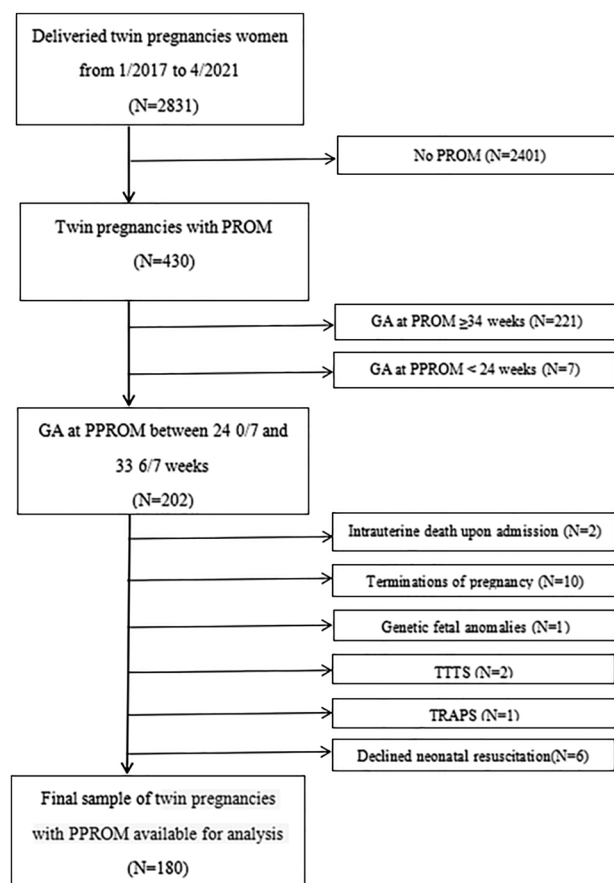 Deliveried twin pregnancies women
from 1/2017 to 4/2021
(N=2831)
No PROM (N=2401)
Twin pregnancies with PROM
(N=430)
GA at PROM ≥34 weeks (N=221)
GA at PPROM < 24 weeks (N=7)
GA at PPROM between 24 0/7 and
33 6/7 weeks
(N=202)
Intrauterine death upon admission (N=2)
Terminations of pregnancy (N=10)
Genetic fetal anomalies (N=1)
TTTS (N=2)
TRAPS (N=1)
Declined neonatal resuscitation(N=6)
Final sample of twin pregnancies
with PPROM available for analysis
(N=180)